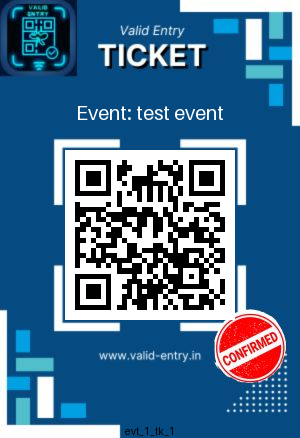 VALID
ENTRY
Valid Entry
TICKET
Event: test event
www.valid-entry.in
CONFIRMED
evt_1_tk_1